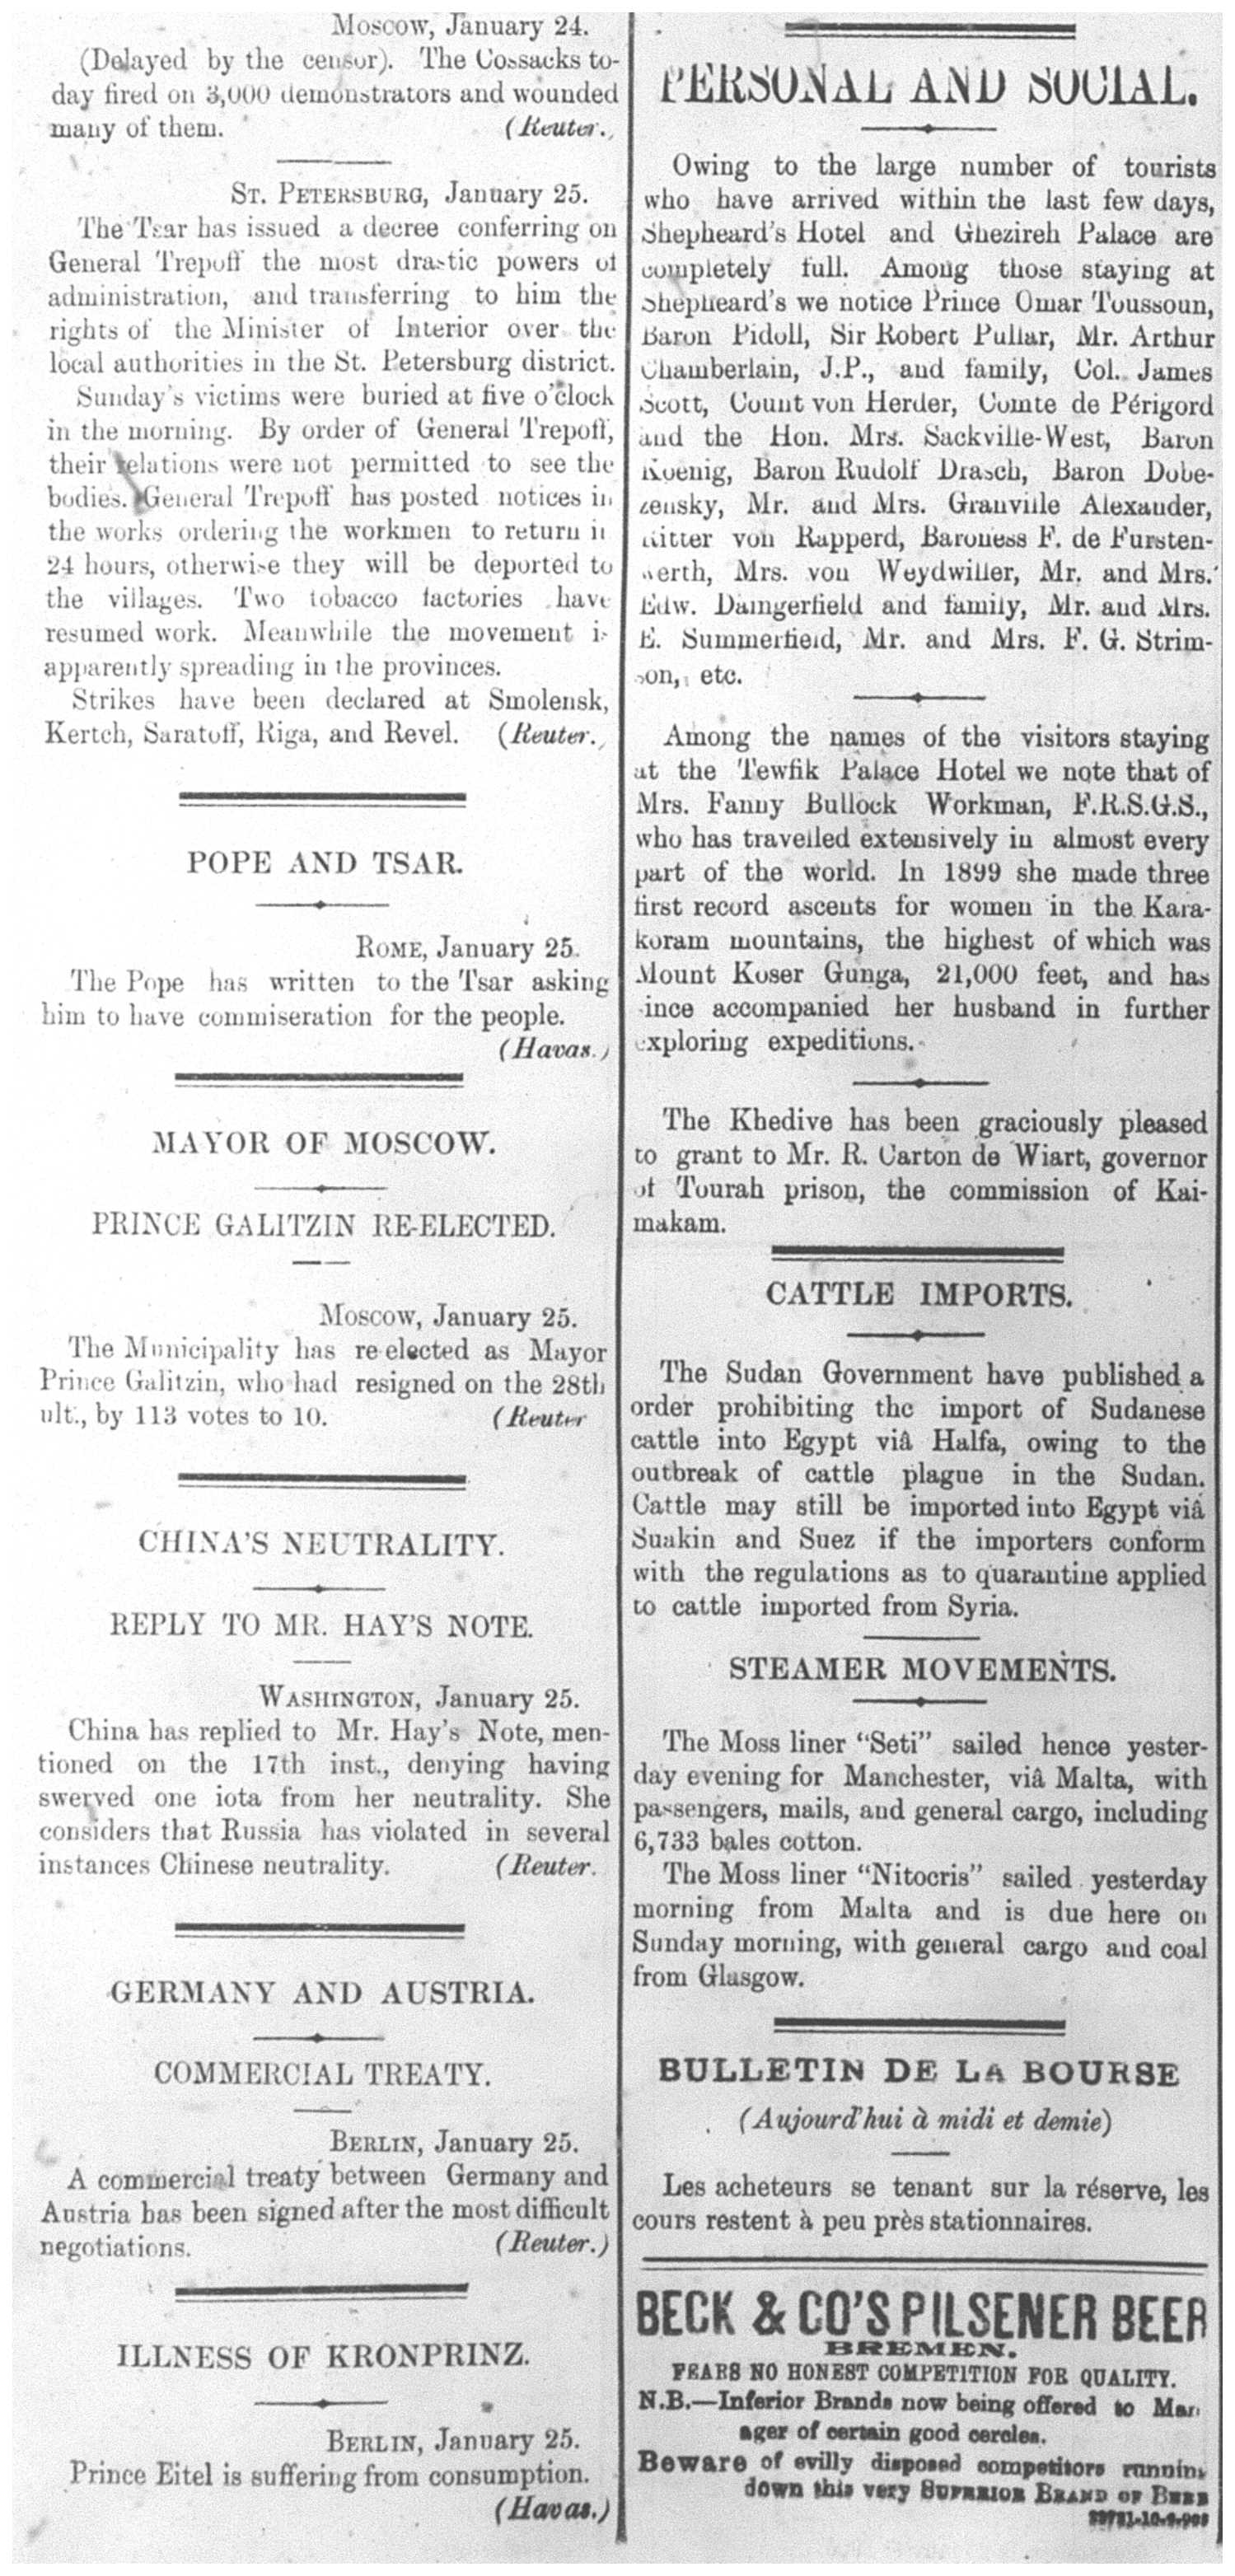 Moscow, January 24.
(Delayed by the censor). The Cossacks to-
day fired on 3,000 demonstrators and wounded
many of them. (Reuter.,
St. Petersburg, January 25.
The Tsar has issued a decree conferring on
General Trepoff the most drastic powers of
administration, and transferring to him the
rights of the Minister of Interior over the
local authorities in the St. Petersburg district.
Sunday's victims were buried at five o'clock
in the morning. By order of General Trepoff,
their relations were not permitted to see the
bodies. General Trepoff has posted notices in
the works ordering the workmen to return in
24 hours, otherwise they will be deported to
the villages. Two tobacco factories have
resumed work. Meanwhile the movement is
apparently spreading in the provinces.
Strikes have been declared at Smolensk,
Kertch, Saratoff, Riga, and Revel. (Reuter.,
POPE AND TSAR.
Rome, January 25.
The Pope has written to the Tsar asking
him to have commiseration for the people.
(Havas.)
MAYOR OF MOSCOW.
PRINCE GALITZIN RE-ELECTED.
Moscow, January 25.
The Municipality has re-elected as Mayor
Prince Galitzin, who had resigned on the 28th
ult., by 113 votes to 10. (Reuter
CHINA'S NEUTRALITY.
REPLY TO MR. HAY'S NOTE.
Washington, January 25.
China has replied to Mr. Hay's Note, men-
tioned on the 17th inst., denying having
swerved one iota from her neutrality. She
considers that Russia has violated in several
instances Chinese neutrality. (Reuter.
GERMANY AND AUSTRIA.
COMMERCIAL TREATY.
Berlin, January 25.
A commercial treaty between Germany and
Austria has been signed after the most difficult
negotiations. (Reuter.)
ILLNESS OF KRONPRINZ.
Berlin, January 25.
Prince Eitel is suffering from consumption.
(Havas.)
PERSONAL AND SOCIAL.
Owing to the large number of tourists
who have arrived within the last few days,
Shepheard's Hotel and Ghezireh Palace are
completely full. Among those staying at
Shepheard's we notice Prince Omar Toussoun,
Baron Pidoll, Sir Robert Pullar, Mr. Arthur
Chamberlain, J.P., and family, Col. James
Scott, Count von Herder, Comte de Périgord
and the Hon. Mrs. Sackville-West, Baron
Koenig, Baron Rudolf Drasch, Baron Dobe-
zensky, Mr. and Mrs. Granville Alexander,
Ritter von Rapperd, Baroness F. de Fursten-
werth, Mrs. von Weydwiller, Mr. and Mrs.
Edw. Daingerfield and family, Mr. and Mrs.
E. Summerfield, Mr. and Mrs. F. G. Strim-
son, etc.
Among the names of the visitors staying
at the Tewfik Palace Hotel we note that of
Mrs. Fanny Bullock Workman, F.R.S.G.S.,
who has travelled extensively in almost every
part of the world. In 1899 she made three
first record ascents for women in the Kara-
koram mountains, the highest of which was
Mount Koser Gunga, 21,000 feet, and has
since accompanied her husband in further
exploring expeditions.
The Khedive has been graciously pleased
to grant to Mr. R. Carton de Wiart, governor
of Tourah prison, the commission of Kai-
makam.
CATTLE IMPORTS.
The Sudan Government have published a
order prohibiting the import of Sudanese
cattle into Egypt viâ Halfa, owing to the
outbreak of cattle plague in the Sudan.
Cattle may still be imported into Egypt viâ
Suakin and Suez if the importers conform
with the regulations as to quarantine applied
to cattle imported from Syria.
STEAMER MOVEMENTS.
The Moss liner "Seti" sailed hence yester-
day evening for Manchester, viâ Malta, with
passengers, mails, and general cargo, including
6,733 bales cotton.
The Moss liner "Nitocris" sailed yesterday
morning from Malta and is due here on
Sunday morning, with general cargo and coal
from Glasgow.
BULLETIN DE LA BOURSE
(Aujourd'hui à midi et demie)
Les acheteurs se tenant sur la réserve, les
cours restent à peu près stationnaires.
BECK & CO'S PILSENER BEER
BREMEN.
FEARS NO HONEST COMPETITION FOR QUALITY.
N.B.—Inferior Brands now being offered to Man
ager of certain good cercles.
Beware of evilly disposed competitors running
down this very Superior Brand of Beer